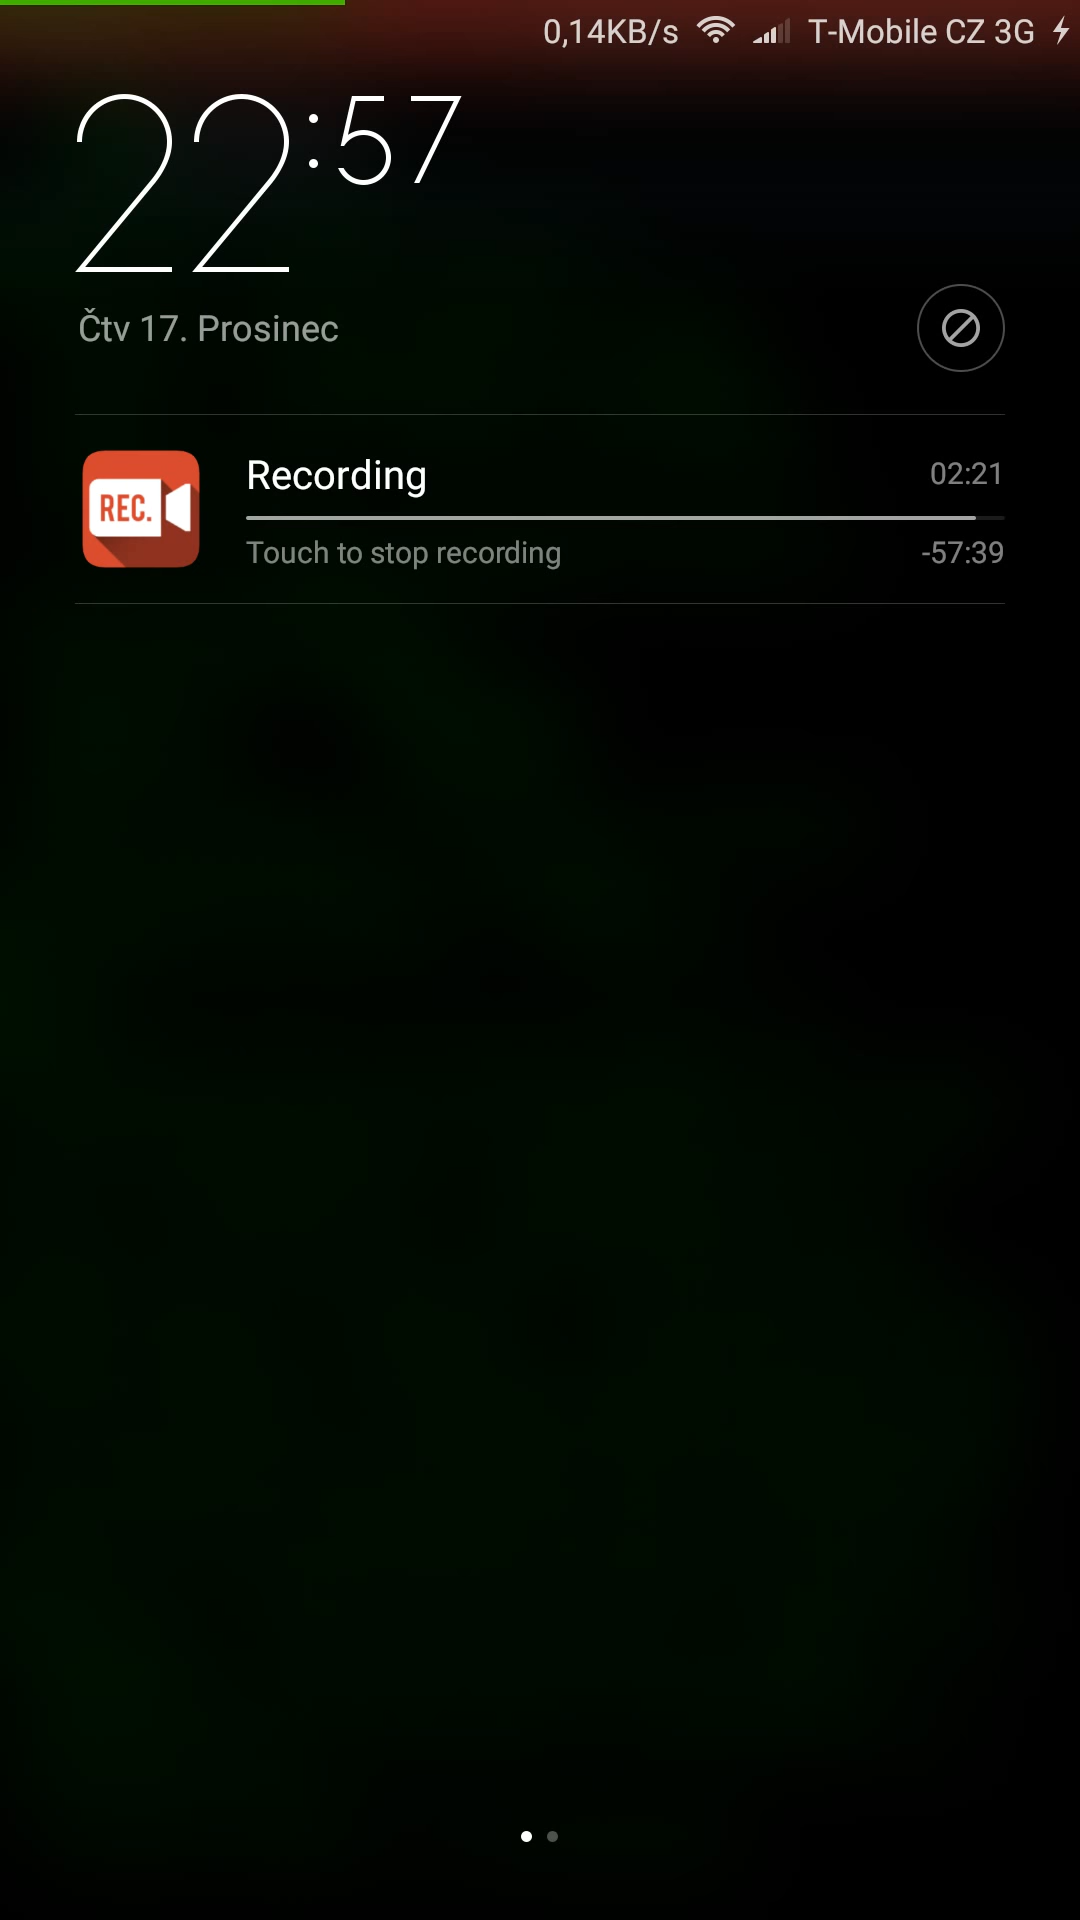 0,14KB/s T-Mobile CZ 3G
22:57
Čtv 17. Prosinec
REC.
Recording 02:21
Touch to stop recording -57:39